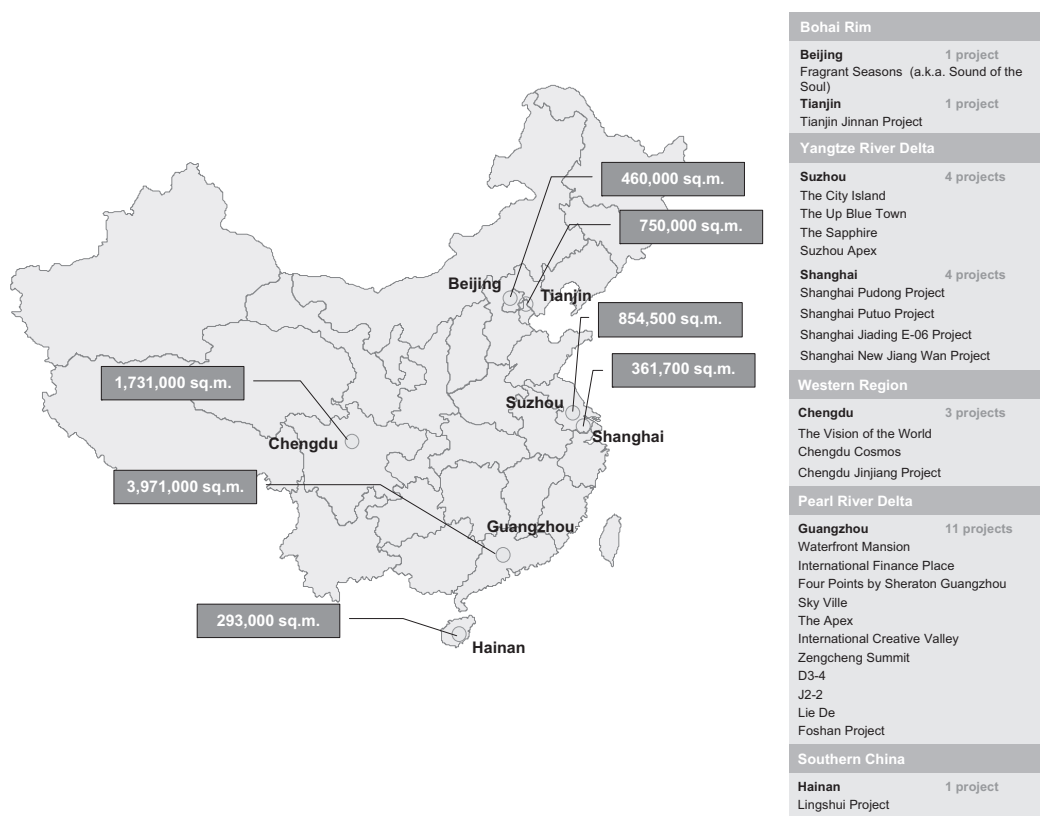 460,000 sq.m.
750,000 sq.m.
Beijing
Tianjin
854,500 sq.m.
361,700 sq.m.
1,731,000 sq.m.
Suzhou
Shanghai
Chengdu
3,971,000 sq.m.
Guangzhou
293,000 sq.m.
Hainan
Bohai Rim
Beijing 1 project
Fragrant Seasons (a.k.a. Sound of the
Soul)
Tianjin 1 project
Tianjin Jinnan Project
Yangtze River Delta
Suzhou 4 projects
The City Island
The Up Blue Town
The Sapphire
Suzhou Apex
Shanghai 4 projects
Shanghai Pudong Project
Shanghai Putuo Project
Shanghai Jiading E-06 Project
Shanghai New Jiang Wan Project
Western Region
Chengdu 3 projects
The Vision of the World
Chengdu Cosmos
Chengdu Jinjiang Project
Pearl River Delta
Guangzhou 11 projects
Waterfront Mansion
International Finance Place
Four Points by Sheraton Guangzhou
Sky Ville
The Apex
International Creative Valley
Zengcheng Summit
D3-4
J2-2
Lie De
Foshan Project
Southern China
Hainan 1 project
Lingshui Project